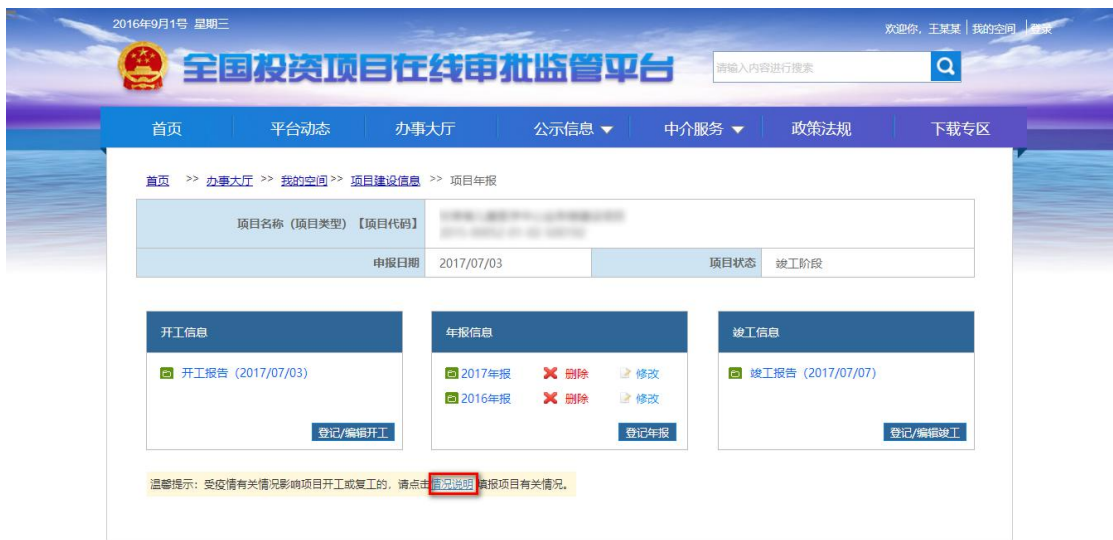 2016年9月1号 星期三
欢迎你，王某某 | 我的空间 | 登录
全国投资项目在线审批监管平台
请输入内容进行搜索
首页 平台动态 办事大厅 公示信息 中介服务 政策法规 下载专区
首页 >> 办事大厅 >> 我的空间 >> 项目建设信息 >> 项目年报
项目名称（项目类型）【项目代码】
申报日期 2017/07/03 项目状态 竣工阶段
开工信息 年报信息 竣工信息
开工报告（2017/07/03） 2017年报 删除 修改 竣工报告（2017/07/07）
2016年报 删除 修改
登记/编辑开工 登记年报 登记/编辑竣工
温馨提示：受疫情有关情况影响项目开工或复工的，请点击情况说明填报项目有关情况。